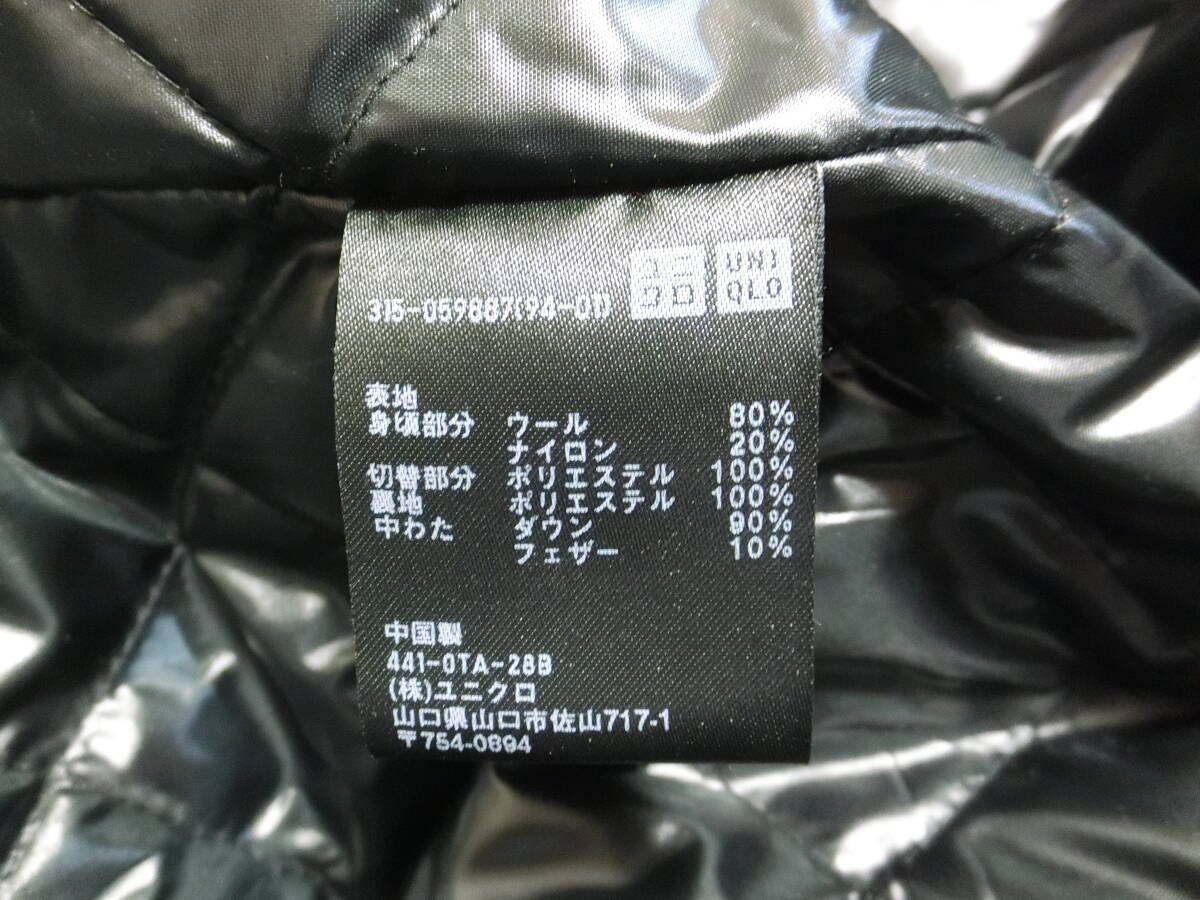 ユニ
クロ
UNI
QLO
315-059887(94-01)
表地
身頃部分 ウール 80%
ナイロン 20%
切替部分 ポリエステル 100%
裏地 ポリエステル 100%
中わた ダウン 90%
フェザー 10%
中国製
441-0TA-28B
(株)ユニクロ
山口県山口市佐山717-1
〒754-0894